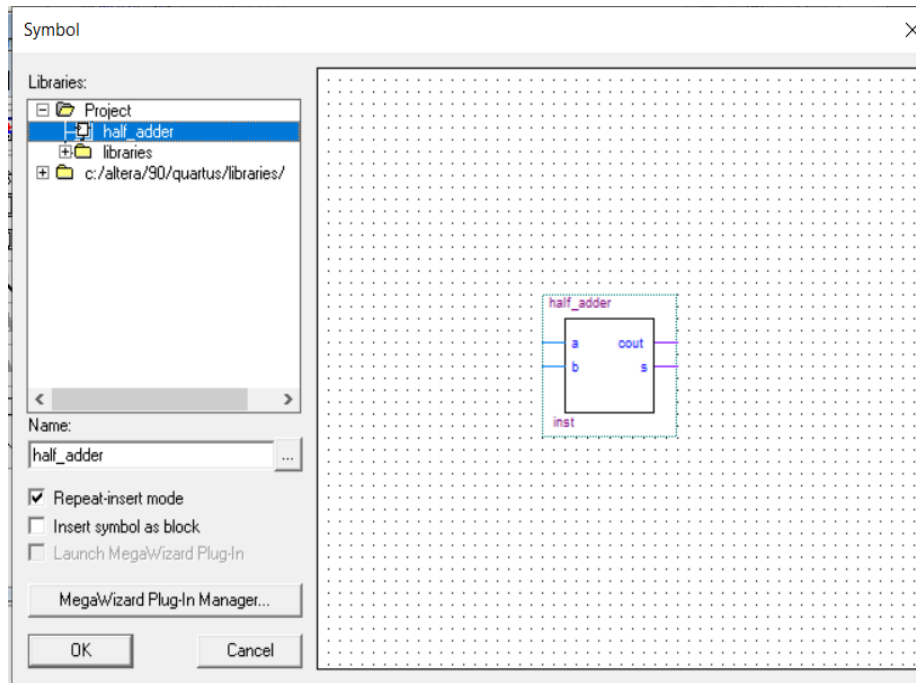 Symbol
Libraries:
Project
half_adder
libraries
c:/altera/90/quartus/libraries/
Name:
half_adder
...
Repeat-insert mode
Insert symbol as block
Launch MegaWizard Plug-In
MegaWizard Plug-In Manager...
OK
Cancel
half_adder
a cout
b s
inst